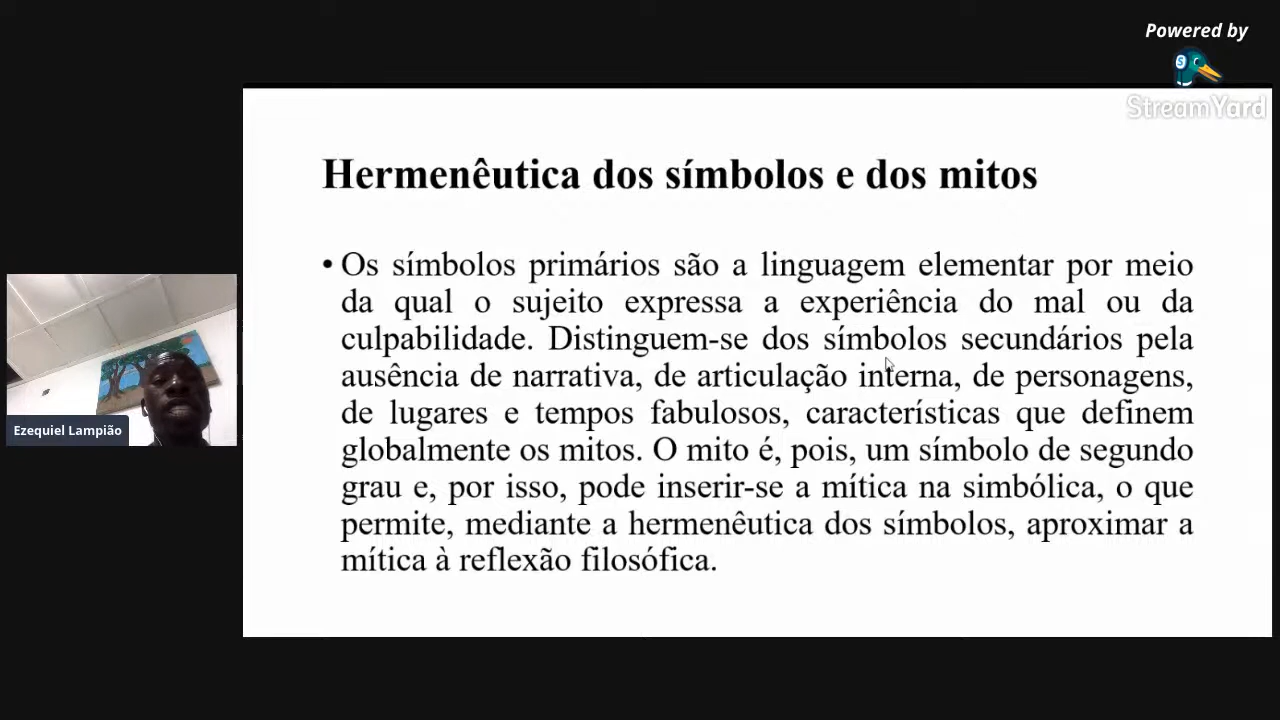 Powered by
StreamYard
Hermenêutica dos símbolos e dos mitos
• Os símbolos primários são a linguagem elementar por meio
da qual o sujeito expressa a experiência do mal ou da
culpabilidade. Distinguem-se dos símbolos secundários pela
ausência de narrativa, de articulação interna, de personagens,
de lugares e tempos fabulosos, características que definem
globalmente os mitos. O mito é, pois, um símbolo de segundo
grau e, por isso, pode inserir-se a mítica na simbólica, o que
permite, mediante a hermenêutica dos símbolos, aproximar a
mítica à reflexão filosófica.
Ezequiel Lampião